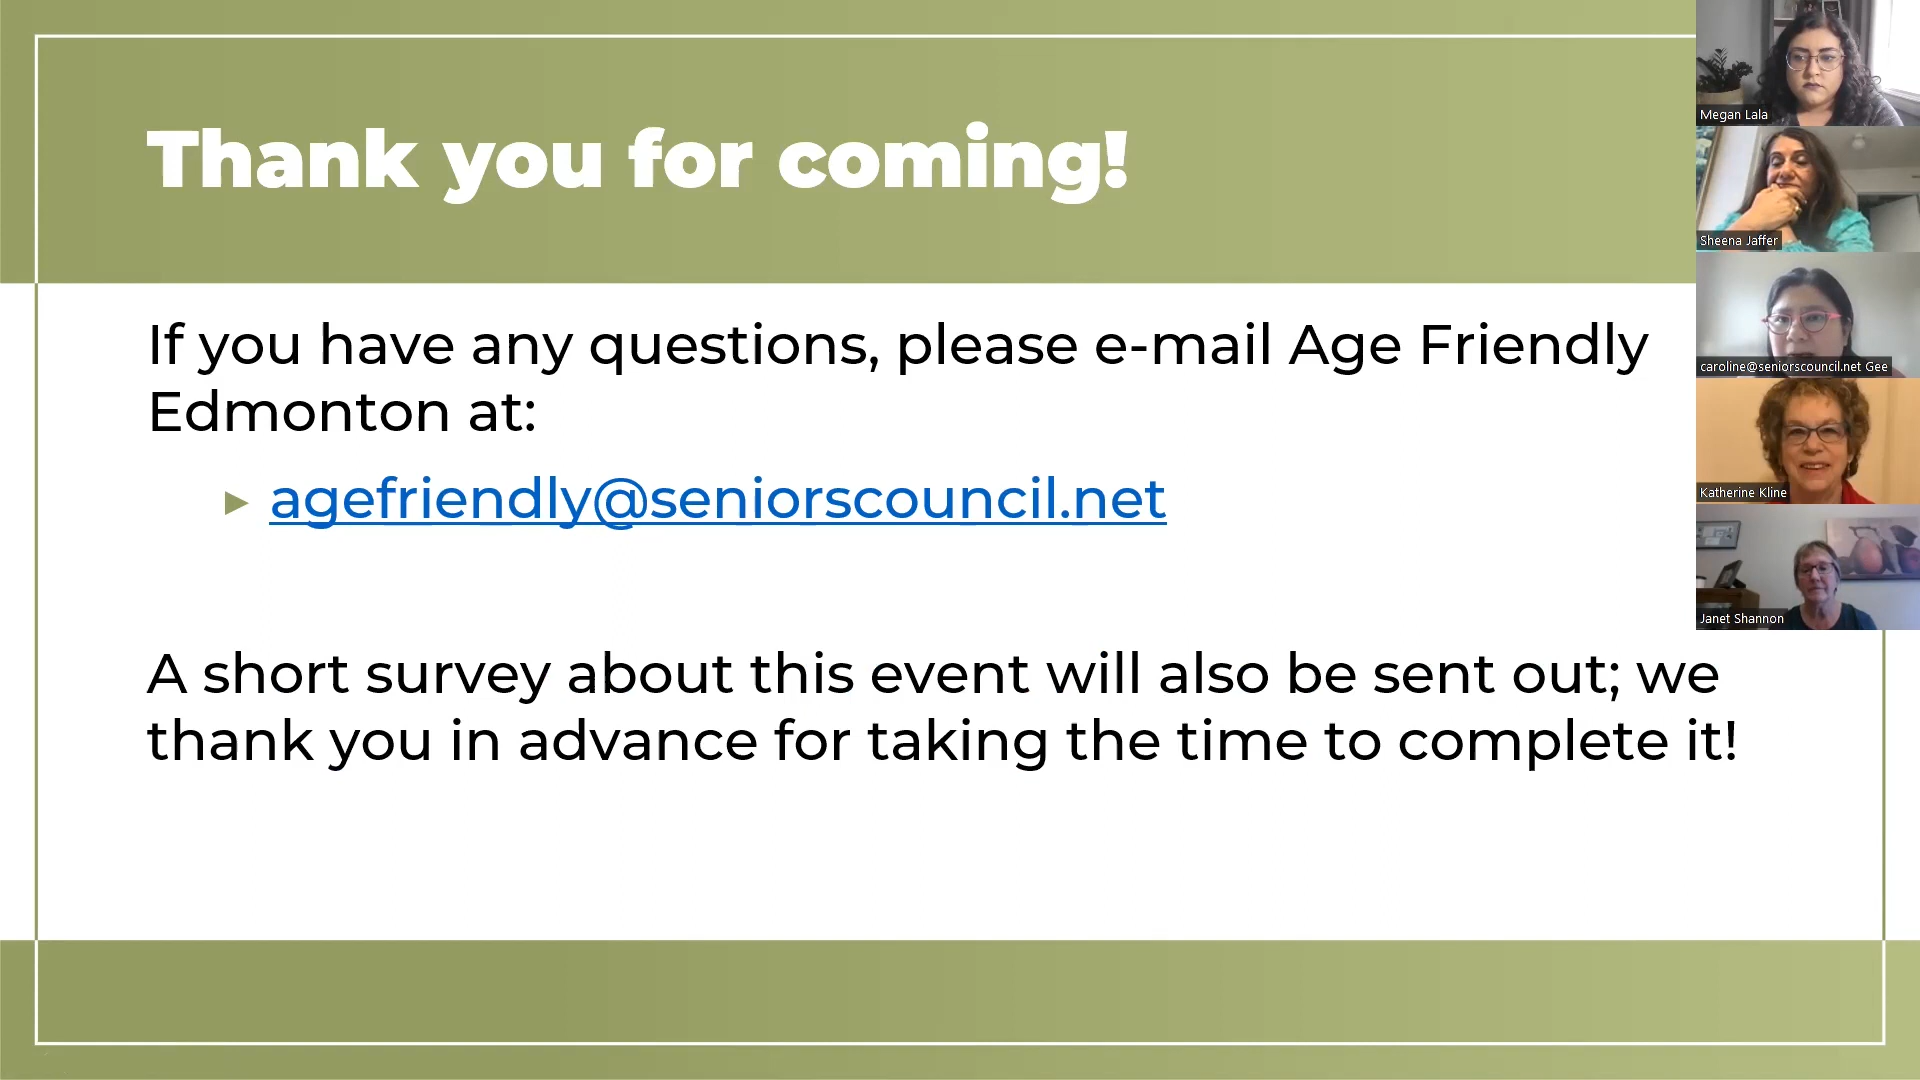 Thank you for coming!
If you have any questions, please e-mail Age Friendly
Edmonton at:
agefriendly@seniorscouncil.net
A short survey about this event will also be sent out; we
thank you in advance for taking the time to complete it!
Megan Lala
Sheena Jaffer
caroline@seniorscouncil.net Gee
Katherine Kline
Janet Shannon